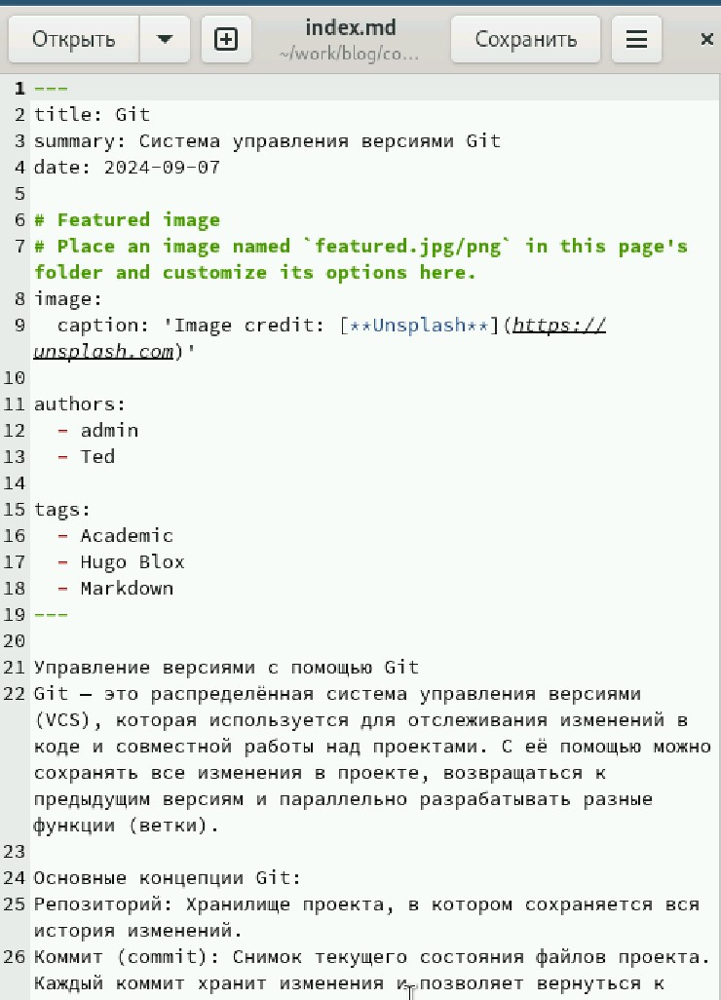 Открыть
index.md
~/work/blog/co...
Сохранить
1 ---
2 title: Git
3 summary: Система управления версиями Git
4 date: 2024-09-07
5
6 # Featured image
7 # Place an image named `featured.jpg/png` in this page's
folder and customize its options here.
8 image:
9   caption: 'Image credit: [**Unsplash**](https://
unsplash.com)'
10
11 authors:
12   - admin
13   - Ted
14
15 tags:
16   - Academic
17   - Hugo Blox
18   - Markdown
19 ---
20
21 Управление версиями с помощью Git
22 Git — это распределённая система управления версиями
(VCS), которая используется для отслеживания изменений в
коде и совместной работы над проектами. С её помощью можно
сохранять все изменения в проекте, возвращаться к
предыдущим версиям и параллельно разрабатывать разные
функции (ветки).
23
24 Основные концепции Git:
25 Репозиторий: Хранилище проекта, в котором сохраняется вся
история изменений.
26 Коммит (commit): Снимок текущего состояния файлов проекта.
Каждый коммит хранит изменения и позволяет вернуться к